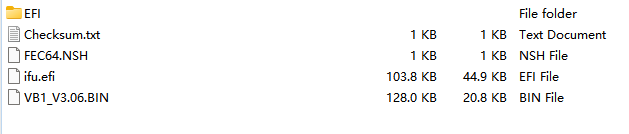 EFI File folder
Checksum.txt 1 KB 1 KB Text Document
FEC64.NSH 1 KB 1 KB NSH File
ifu.efi 103.8 KB 44.9 KB EFI File
VB1_V3.06.BIN 128.0 KB 20.8 KB BIN File